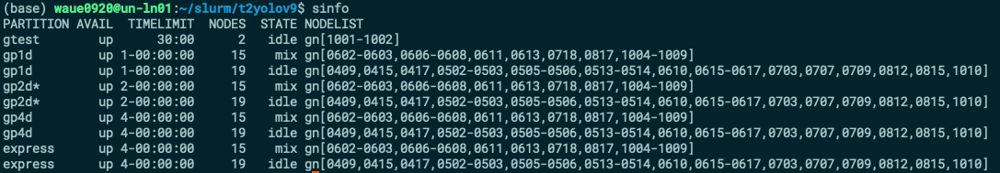 (base) waue0920@un-ln01:~/slurm/t2yolov9$ sinfo
PARTITION AVAIL  TIMELIMIT  NODES  STATE NODELIST
gtest        up      30:00      2   idle gn[1001-1002]
gp1d         up 1-00:00:00     15    mix gn[0602-0603,0606-0608,0611,0613,0718,0817,1004-1009]
gp1d         up 1-00:00:00     19   idle gn[0409,0415,0417,0502-0503,0505-0506,0513-0514,0610,0615-0617,0703,0707,0709,0812,0815,1010]
gp2d*        up 2-00:00:00     15    mix gn[0602-0603,0606-0608,0611,0613,0718,0817,1004-1009]
gp2d*        up 2-00:00:00     19   idle gn[0409,0415,0417,0502-0503,0505-0506,0513-0514,0610,0615-0617,0703,0707,0709,0812,0815,1010]
gp4d         up 4-00:00:00     15    mix gn[0602-0603,0606-0608,0611,0613,0718,0817,1004-1009]
gp4d         up 4-00:00:00     19   idle gn[0409,0415,0417,0502-0503,0505-0506,0513-0514,0610,0615-0617,0703,0707,0709,0812,0815,1010]
express      up 4-00:00:00     15    mix gn[0602-0603,0606-0608,0611,0613,0718,0817,1004-1009]
express      up 4-00:00:00     19   idle gn[0409,0415,0417,0502-0503,0505-0506,0513-0514,0610,0615-0617,0703,0707,0709,0812,0815,1010]